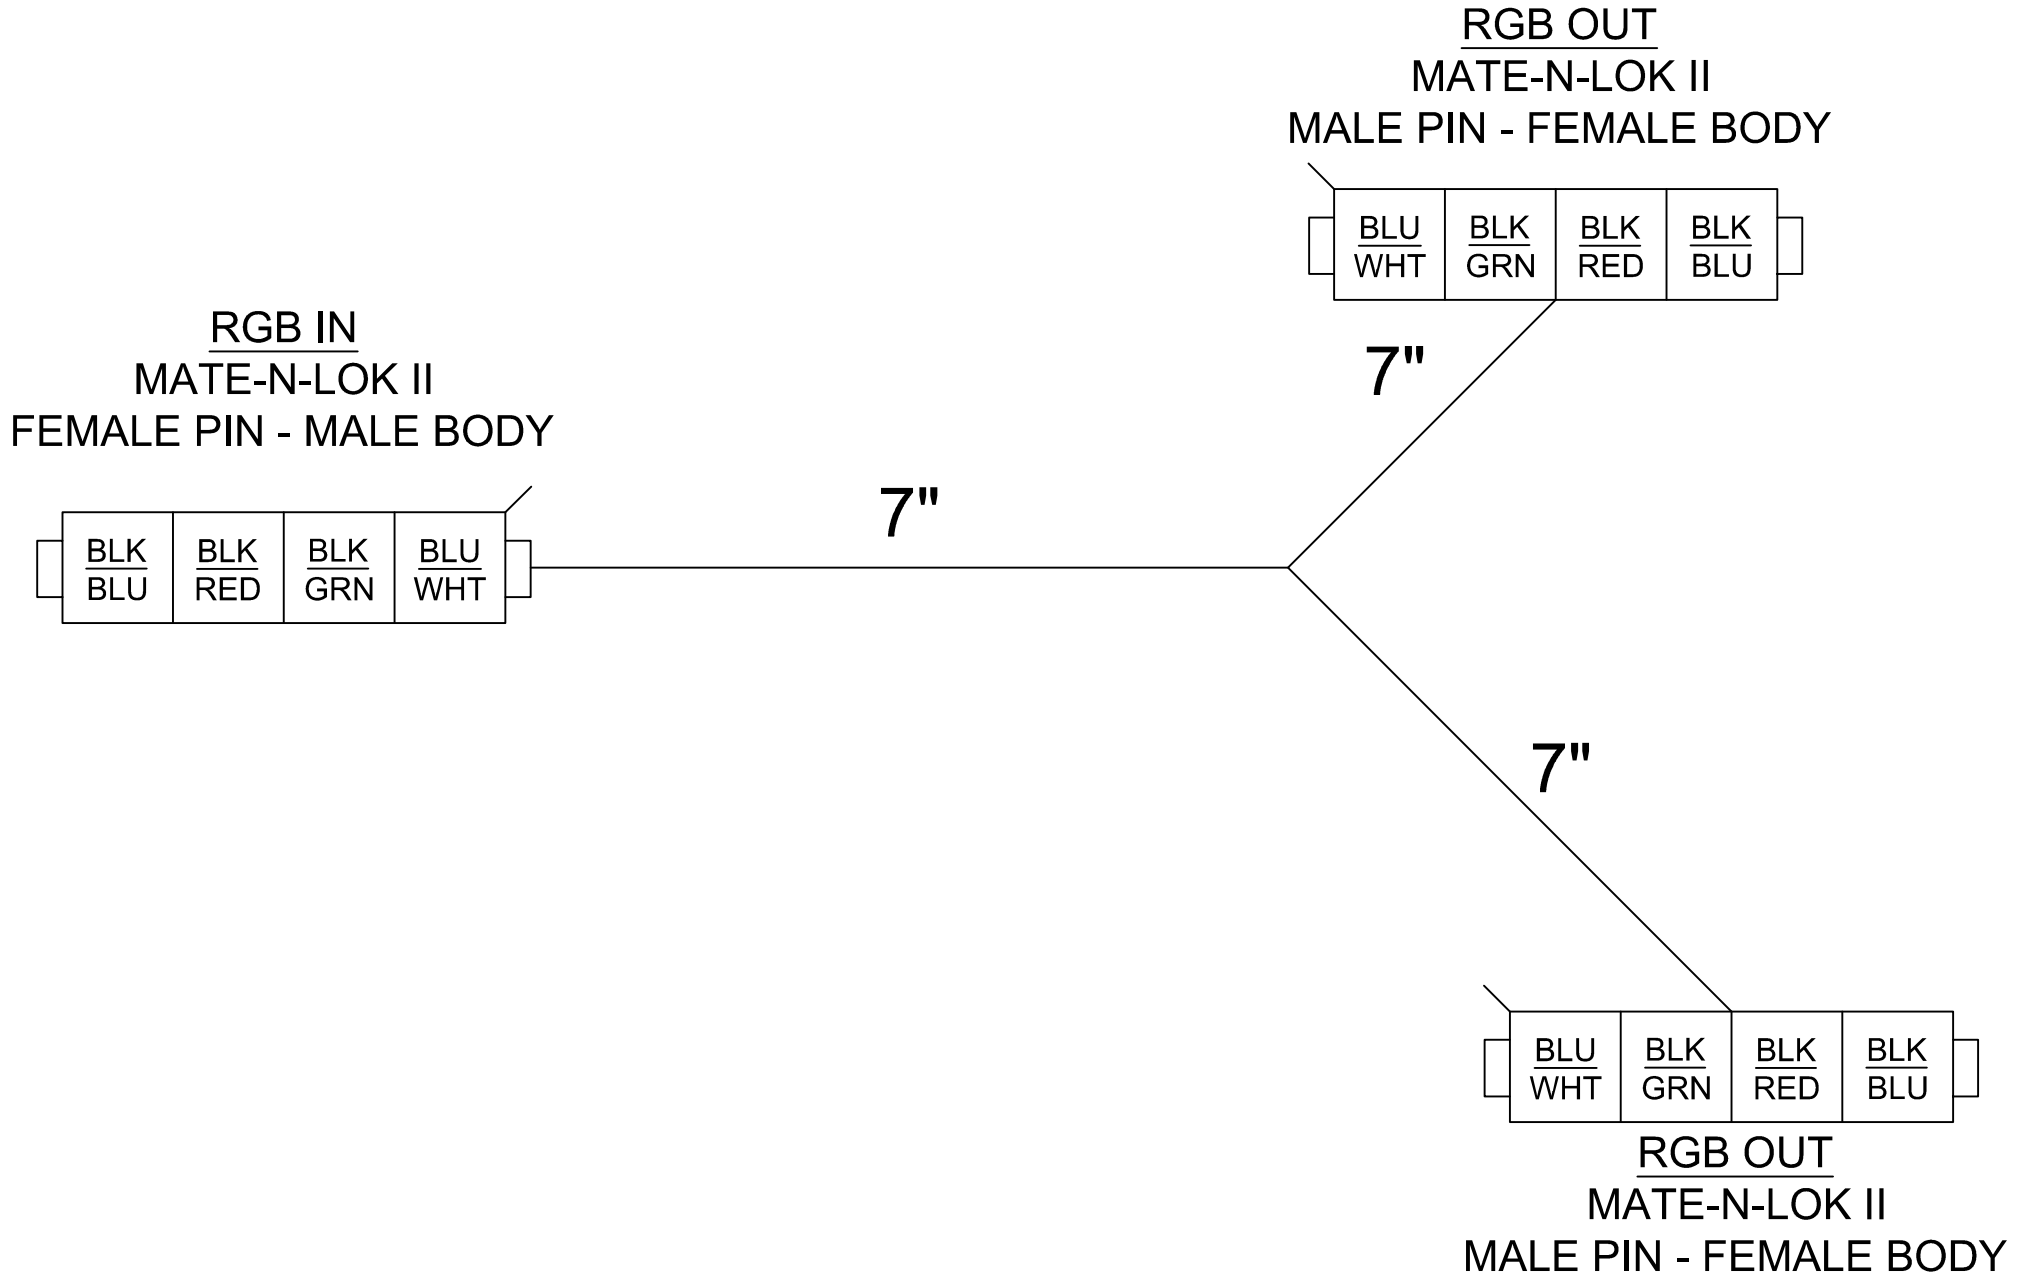 RGB OUT
MATE-N-LOK II
MALE PIN - FEMALE BODY
BLU BLK BLK BLK
WHT GRN RED BLU
7"
RGB IN
MATE-N-LOK II
FEMALE PIN - MALE BODY
7"
BLK BLK BLK BLU
BLU RED GRN WHT
7"
BLU BLK BLK BLK
WHT GRN RED BLU
RGB OUT
MATE-N-LOK II
MALE PIN - FEMALE BODY